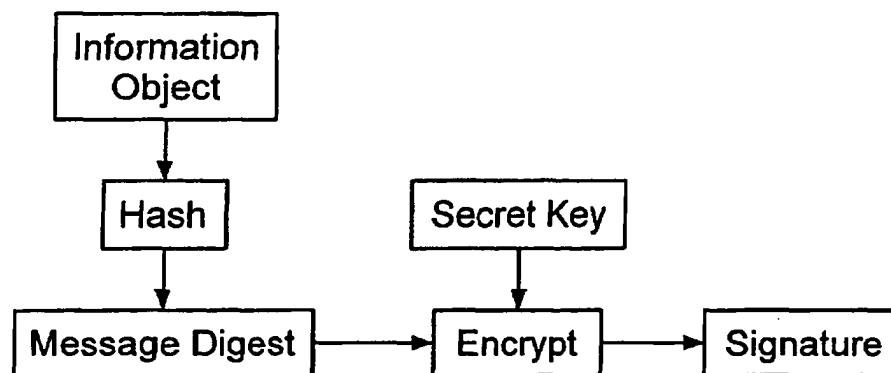 Information
Object
Hash
Secret Key
Message Digest
Encrypt
Signature